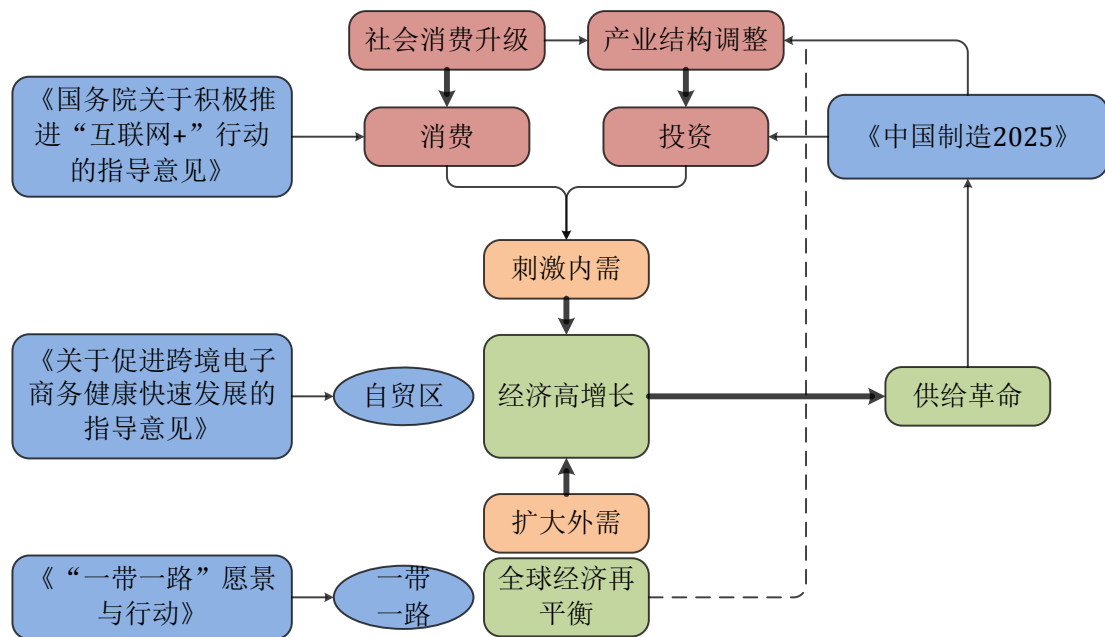 社会消费升级
产业结构调整
《国务院关于积极推
进“互联网+”行动
的指导意见》
消费
投资
《中国制造2025》
刺激内需
《关于促进跨境电子
商务健康快速发展的
指导意见》
自贸区
经济高增长
供给革命
扩大外需
《“一带一路”愿景
与行动》
一带
一路
全球经济再
平衡